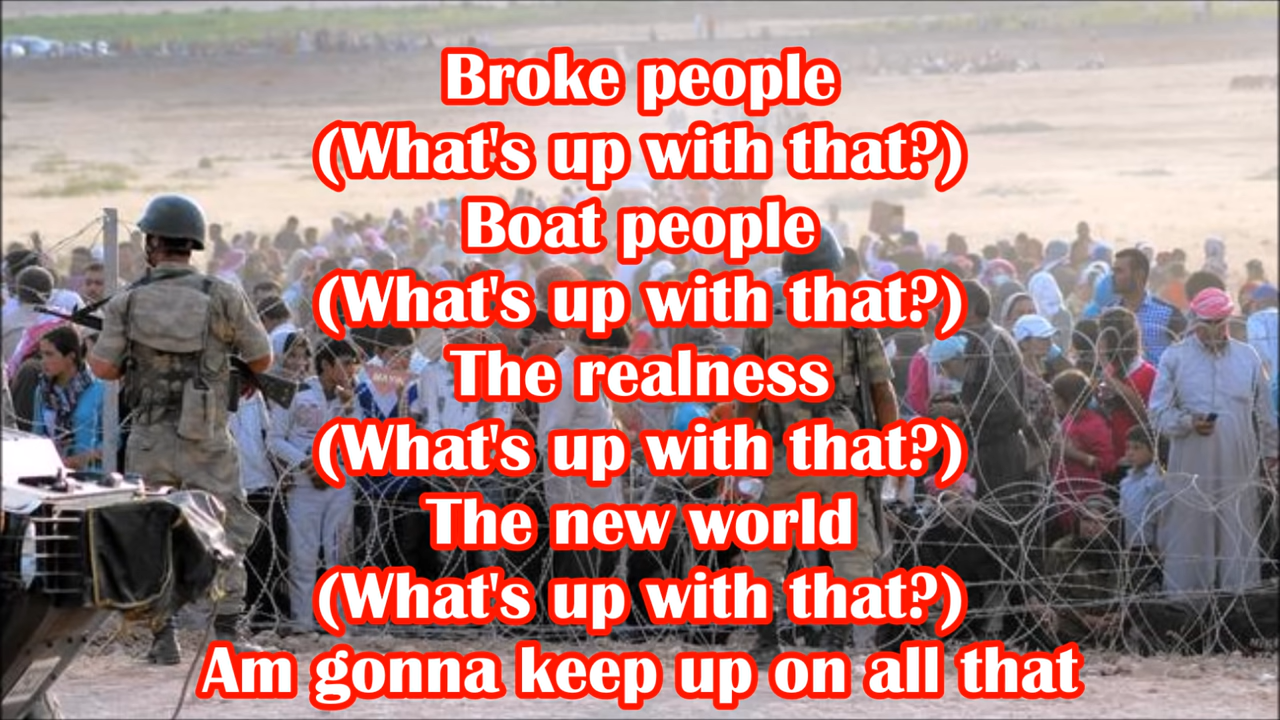 Broke people
(What's up with that?)
Boat people
(What's up with that?)
The realness
(What's up with that?)
The new world
(What's up with that?)
Am gonna keep up on all that